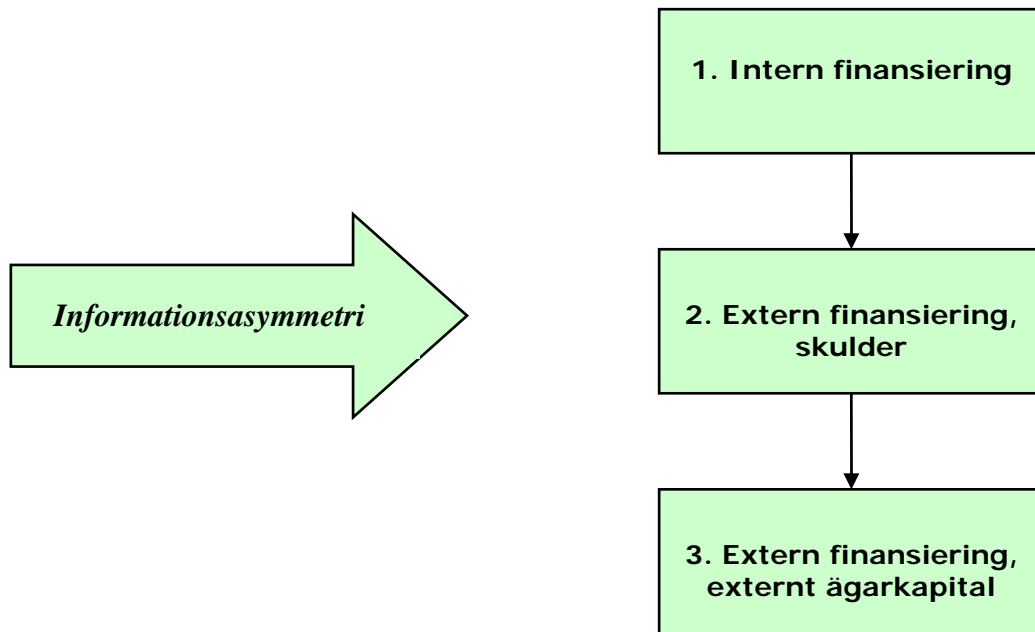 1. Intern finansiering
Informationsasymmetri
2. Extern finansiering,
skulder
3. Extern finansiering,
externt ägarkapital